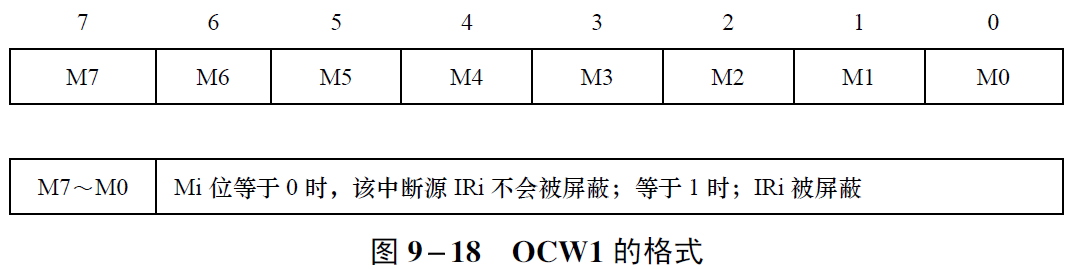 7 6 5 4 3 2 1 0
M7 M6 M5 M4 M3 M2 M1 M0
M7～M0 Mi 位等于 0 时，该中断源 IRi 不会被屏蔽；等于 1 时；IRi 被屏蔽
图 9－18 OCW1 的格式